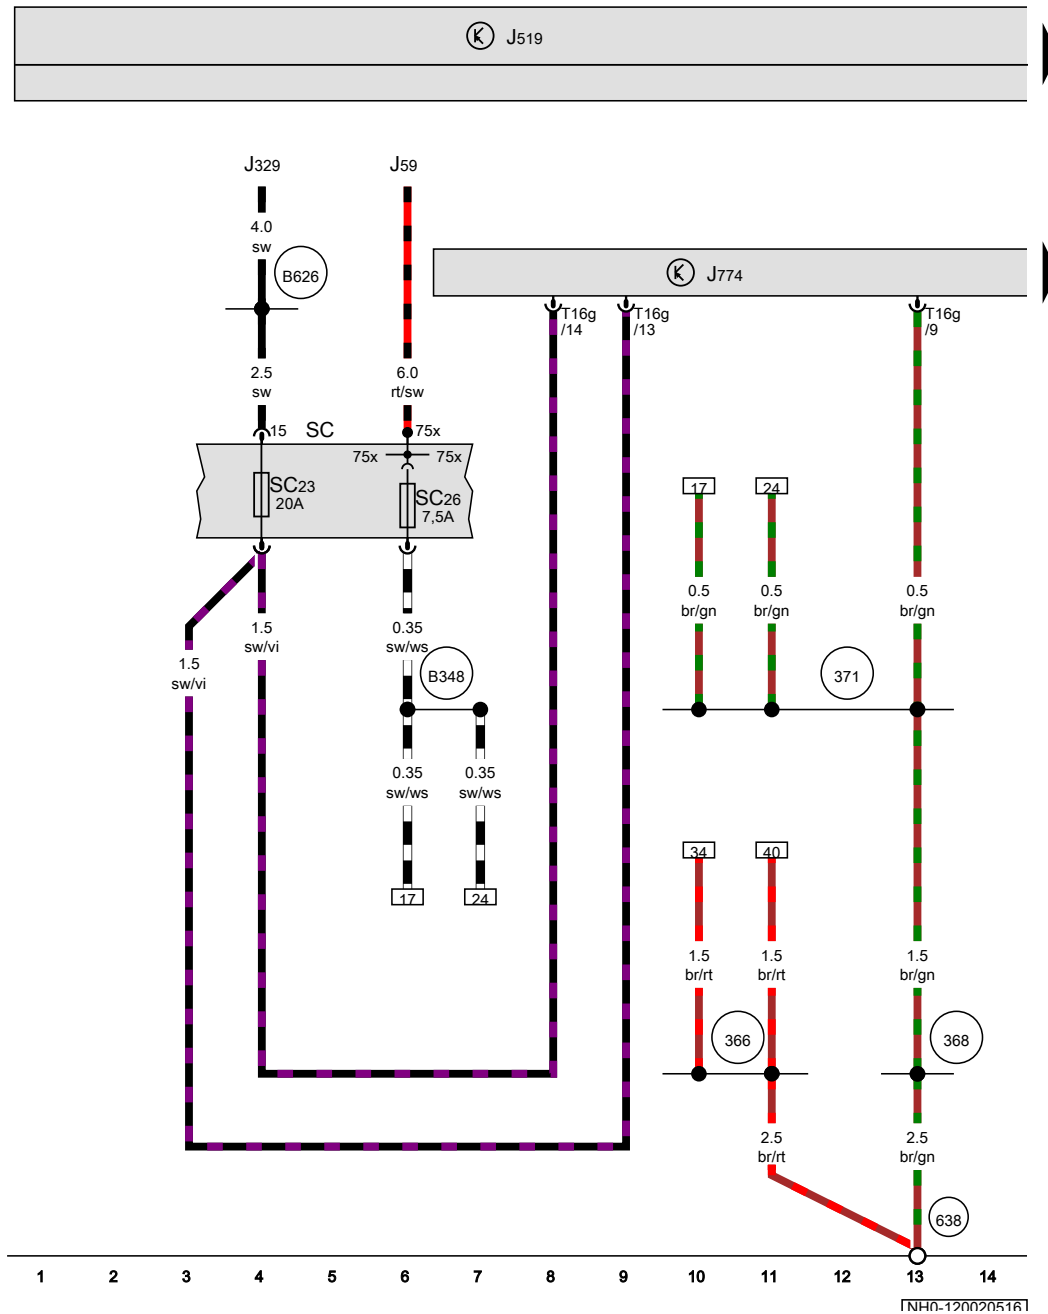 J519
J329
J59
4.0
sw
B626
J774
T16g
/14
T16g
/13
T16g
/9
2.5
sw
6.0
rt/sw
15
SC
75x
75x
75x
SC23
20A
SC26
7,5A
17
24
0.5
br/gn
0.5
br/gn
0.5
br/gn
1.5
sw/vi
1.5
sw/vi
0.35
sw/ws
B348
371
0.35
sw/ws
0.35
sw/ws
17
24
34
40
1.5
br/rt
1.5
br/rt
1.5
br/gn
366
368
2.5
br/rt
2.5
br/gn
638
1 2 3 4 5 6 7 8 9 10 11 12 13 14
NH0-120020516